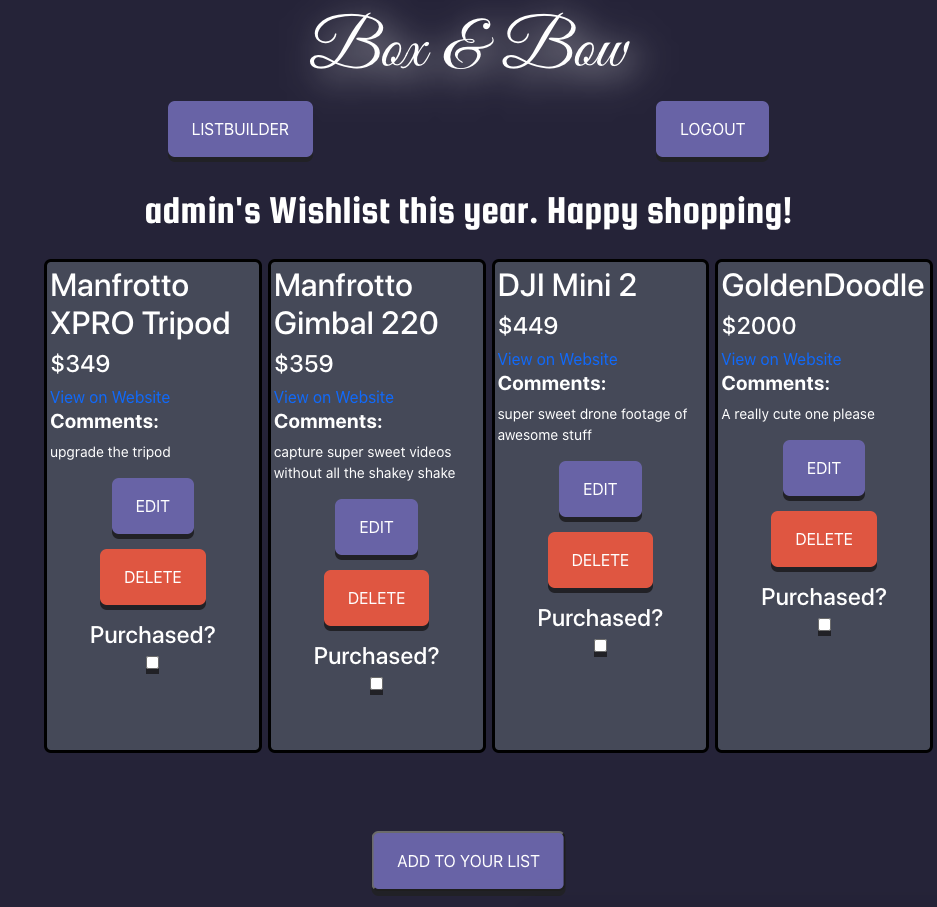 Box & Bow
LISTBUILDER
LOGOUT
admin's Wishlist this year. Happy shopping!
Manfrotto
XPRO Tripod
$349
View on Website
Comments:
upgrade the tripod
EDIT
DELETE
Purchased?
Manfrotto
Gimbal 220
$359
View on Website
Comments:
capture super sweet videos
without all the shakey shake
EDIT
DELETE
Purchased?
DJI Mini 2
$449
View on Website
Comments:
super sweet drone footage of
awesome stuff
EDIT
DELETE
Purchased?
GoldenDoodle
$2000
View on Website
Comments:
A really cute one please
EDIT
DELETE
Purchased?
ADD TO YOUR LIST